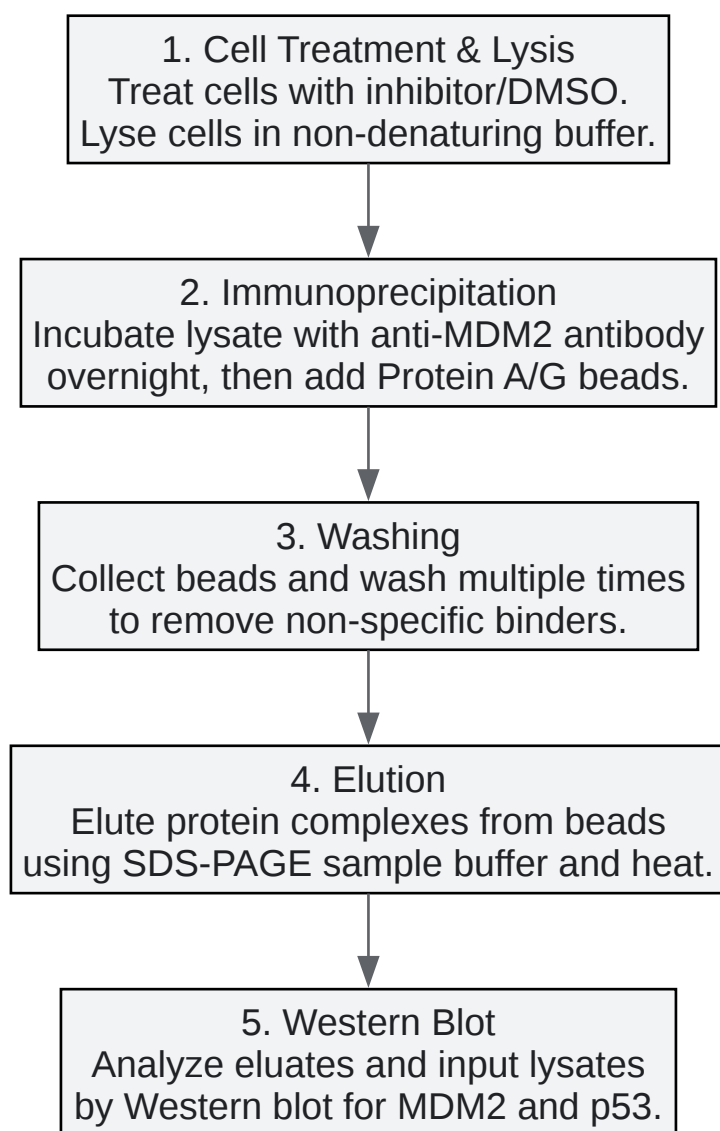 1. Cell Treatment & Lysis
Treat cells with inhibitor/DMSO.
Lyse cells in non-denaturing buffer.
2. Immunoprecipitation
Incubate lysate with anti-MDM2 antibody
overnight, then add Protein A/G beads.
3. Washing
Collect beads and wash multiple times
to remove non-specific binders.
4. Elution
Elute protein complexes from beads
using SDS-PAGE sample buffer and heat.
5. Western Blot
Analyze eluates and input lysates
by Western blot for MDM2 and p53.